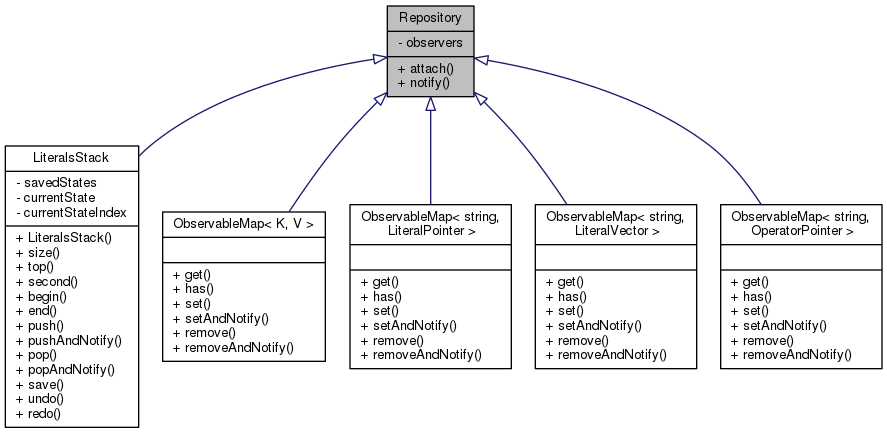 Repository
- observers
+ attach()
+ notify()
LiteralsStack
- savedStates
- currentState
- currentStateIndex
+ LiteralsStack()
+ size()
+ top()
+ second()
+ begin()
+ end()
+ push()
+ pushAndNotify()
+ pop()
+ popAndNotify()
+ save()
+ undo()
+ redo()
ObservableMap< K, V >
+ get()
+ has()
+ set()
+ setAndNotify()
+ remove()
+ removeAndNotify()
ObservableMap< string,
LiteralPointer >
+ get()
+ has()
+ set()
+ setAndNotify()
+ remove()
+ removeAndNotify()
ObservableMap< string,
LiteralVector >
+ get()
+ has()
+ set()
+ setAndNotify()
+ remove()
+ removeAndNotify()
ObservableMap< string,
OperatorPointer >
+ get()
+ has()
+ set()
+ setAndNotify()
+ remove()
+ removeAndNotify()